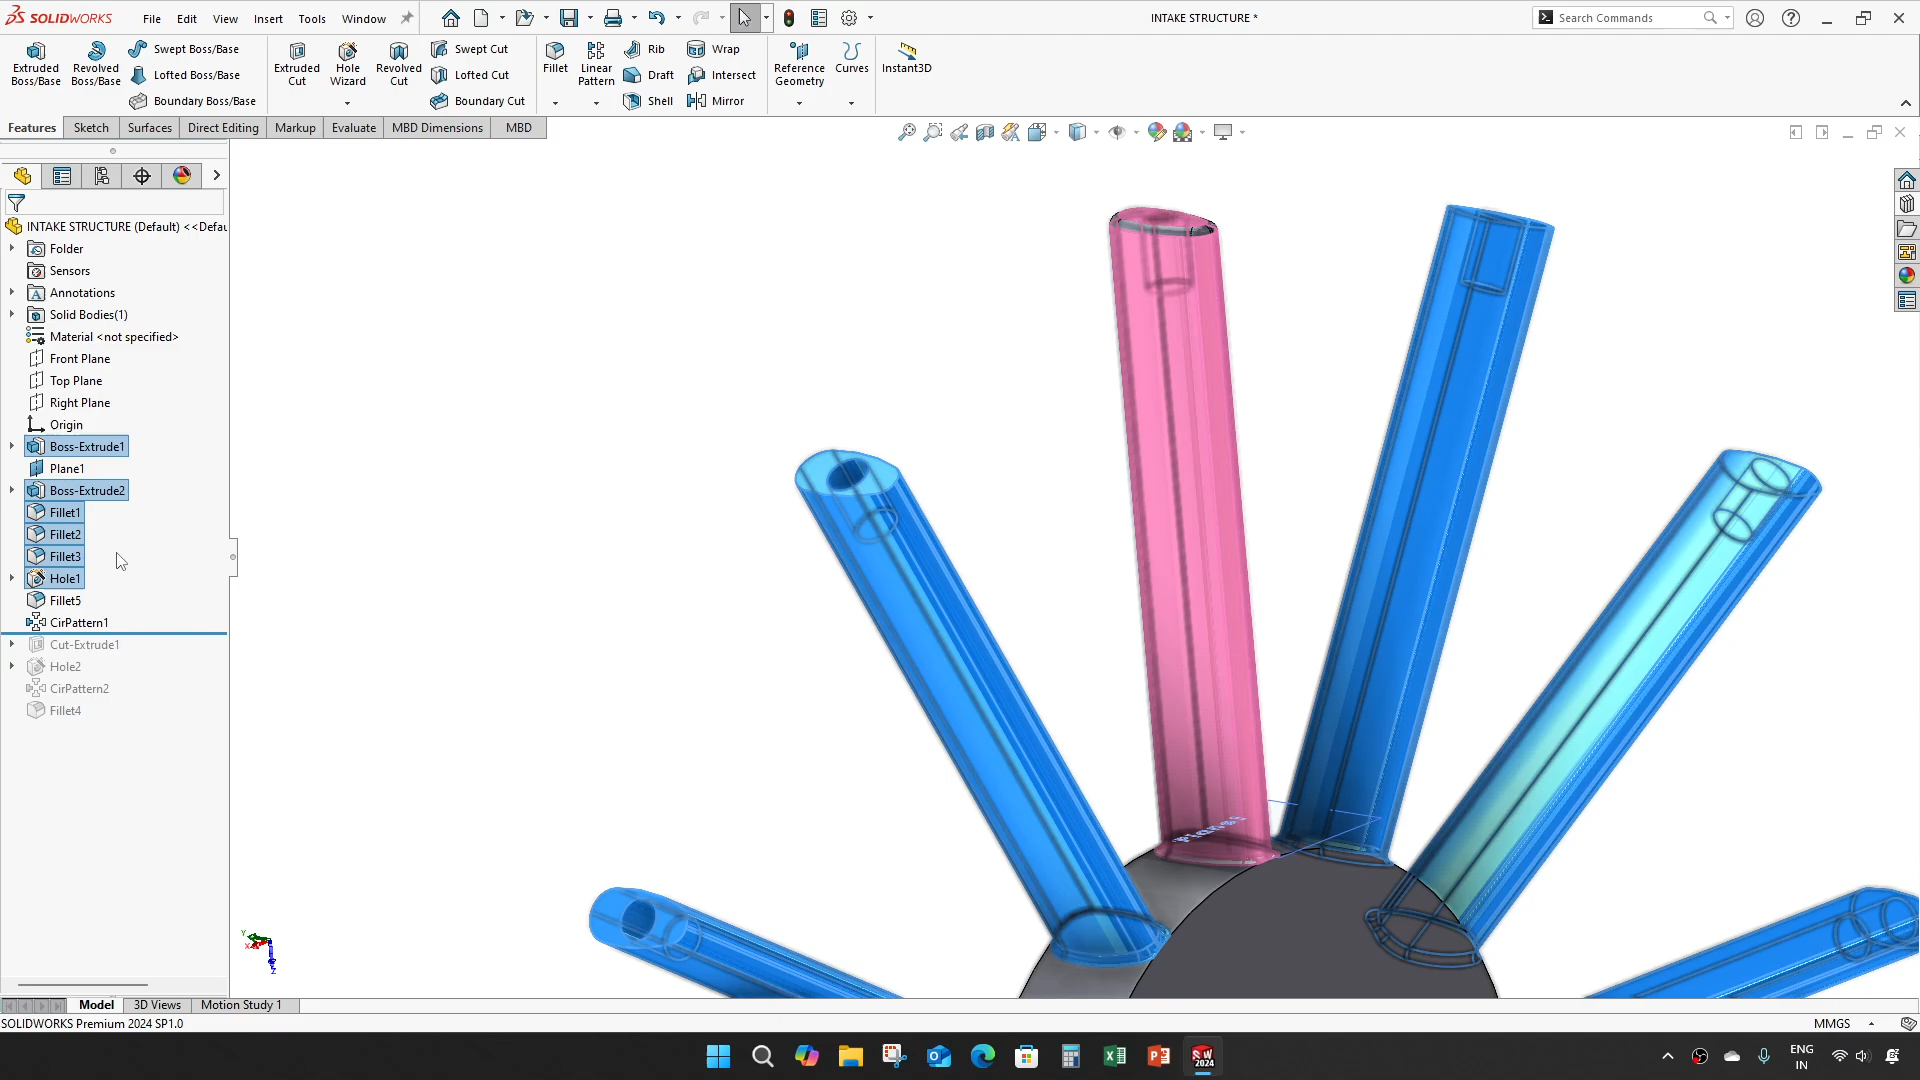 SOLIDWORKS File Edit View Insert Tools Window INTAKE STRUCTURE * Search Commands
Extruded Boss/Base Revolved Boss/Base Swept Boss/Base Lofted Boss/Base Boundary Boss/Base Extruded Cut Hole Wizard Revolved Cut Swept Cut Lofted Cut Boundary Cut Fillet Linear Pattern Rib Draft Shell Wrap Intersect Mirror Reference Geometry Curves Instant3D
Features Sketch Surfaces Direct Editing Markup Evaluate MBD Dimensions MBD
INTAKE STRUCTURE (Default) <<Defau
Folder
Sensors
Annotations
Solid Bodies(1)
Material <not specified>
Front Plane
Top Plane
Right Plane
Origin
Boss-Extrude1
Plane1
Boss-Extrude2
Fillet1
Fillet2
Fillet3
Hole1
Fillet5
CirPattern1
Cut-Extrude1
Hole2
CirPattern2
Fillet4
Y
X
Z
Model 3D Views Motion Study 1
SOLIDWORKS Premium 2024 SP1.0 MMGS
SW 2024
ENG
IN